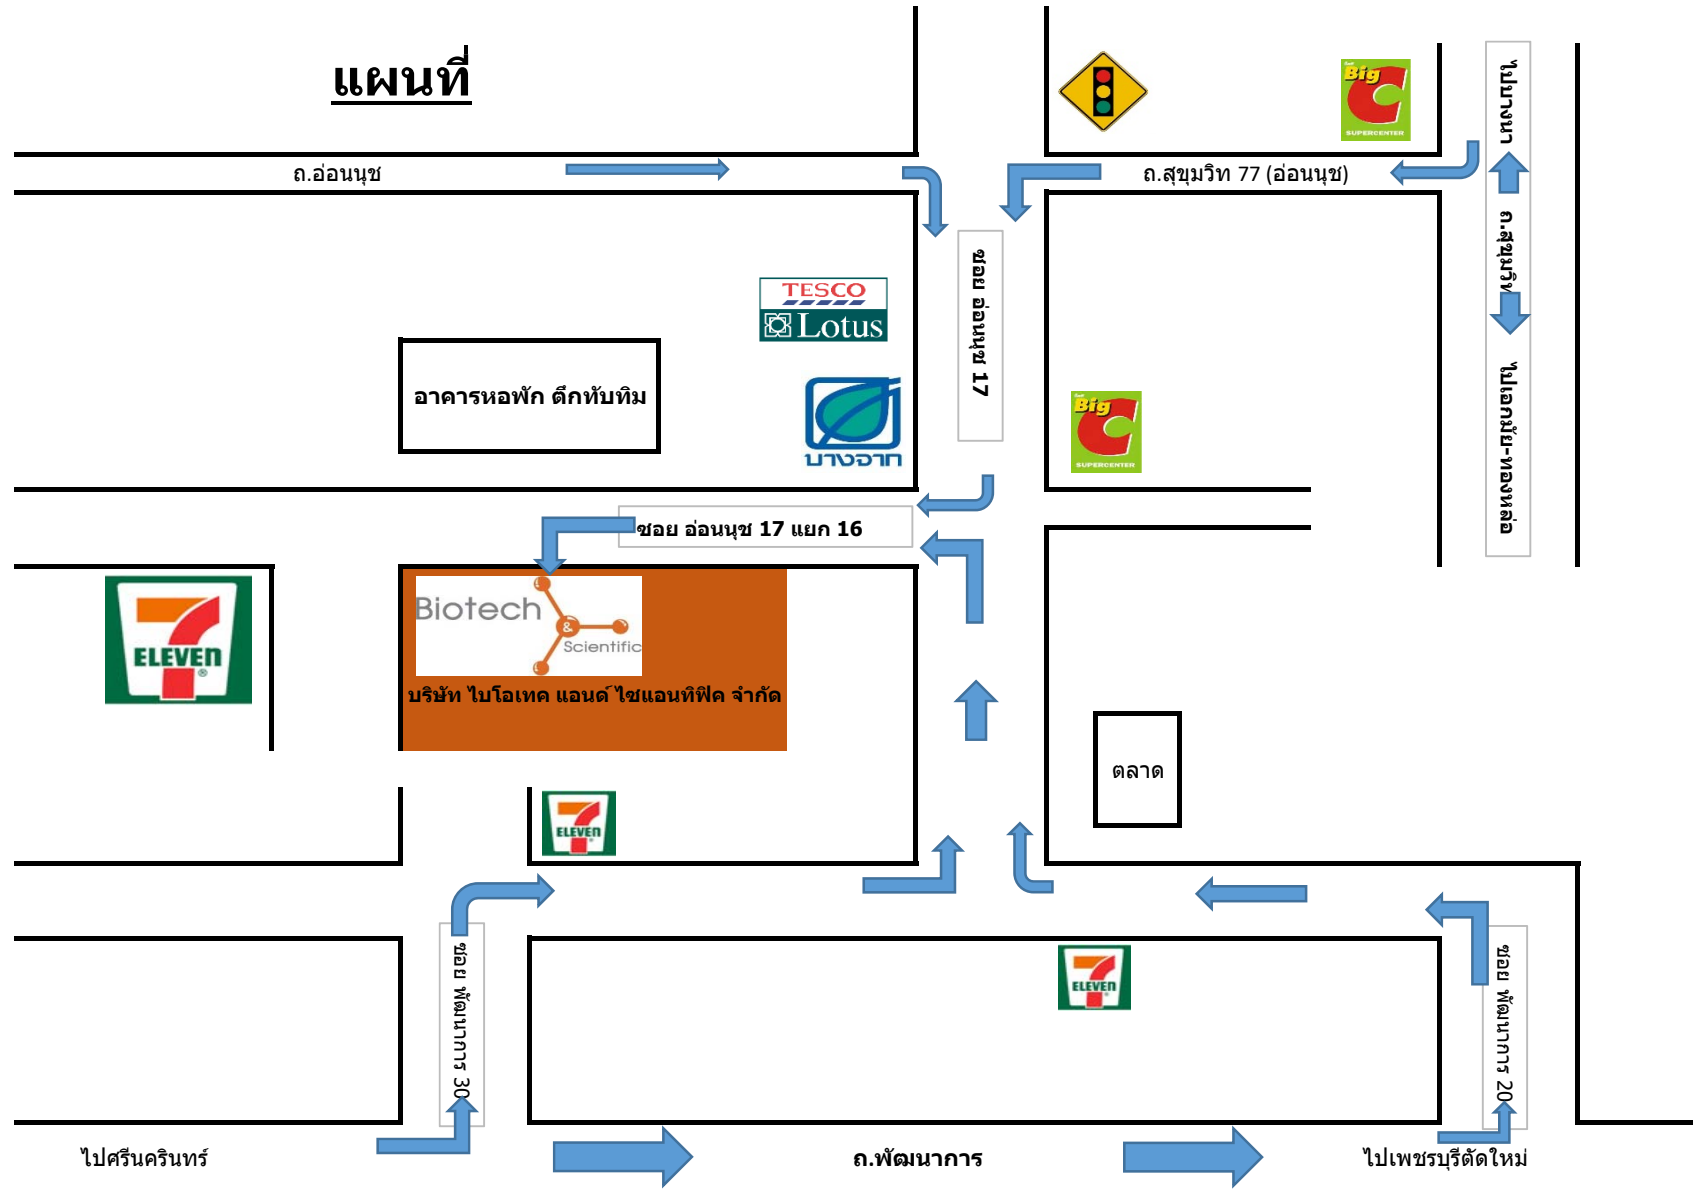 แผนที่
ไปบางนา
Big
C
SUPERCENTER
ถ.อ่อนนุช
ถ.สุขุมวิท 77 (อ่อนนุช)
ถ.สุขุมวิท
ซอย อ่อนนุช 17
TESCO
Lotus
อาคารหอพัก ตึกทับทิม
บางจาก
Big
C
SUPERCENTER
ไปเอกมัย-ทองหล่อ
ซอย อ่อนนุช 17 แยก 16
7
ELEVEn
Biotech
&
Scientific
บริษัท ไบโอเทค แอนด์ ไซแอนทิฟิค จำกัด
ตลาด
7
ELEVEn
ซอย พัฒนาการ 30
7
ELEVEn
ซอย พัฒนาการ 20
ไปศรีนครินทร์
ถ.พัฒนาการ
ไปเพชรบุรีตัดใหม่